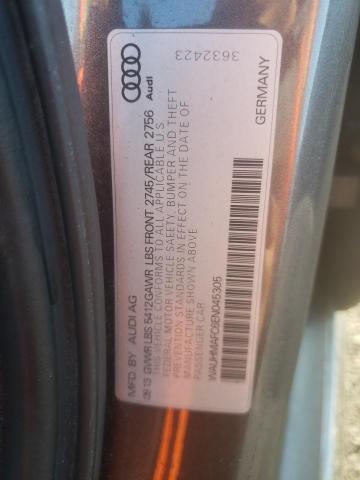 MFD. BY AUDI AG
Audi
09 13 GVWR LBS 5412 GAWR LBS FRONT 2745/REAR 2756
THIS VEHICLE CONFORMS TO ALL APPLICABLE U S
FEDERAL MOTOR VEHICLE SAFETY, BUMPER AND THEFT
PREVENTION STANDARDS IN EFFECT ON THE DATE OF
MANUFACTURE SHOWN ABOVE
PASSENGER CAR
3632423
WAUHMAFC6EN045305
GERMANY